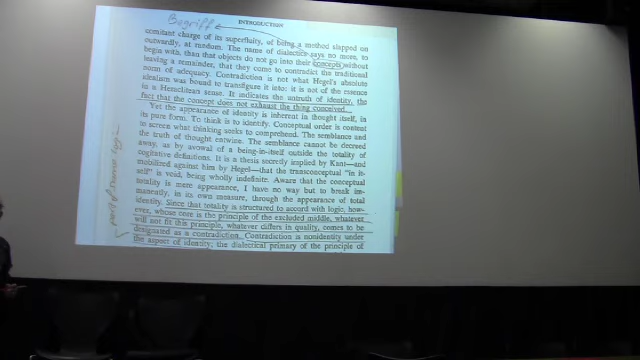 Begriff
INTRODUCTION
constant charge of its superfluity, of being a method slapped on
outwardly, at random. The name of dialectics says no more, to
begin with, than that objects do not go into their concepts without
leaving a remainder, that they come to contradict the traditional
norm of adequacy. Contradiction is not what Hegel's absolute
idealism was bound to transfigure it into: it is not of the essence
in a Heraclitean sense. It indicates the untruth of identity, the
fact that the concept does not exhaust the thing conceived.
Yet the appearance of identity is inherent in thought itself, in
its pure form. To think is to identify. Conceptual order is content
to screen what thinking seeks to comprehend. The semblance and
the truth of thought entwine. The semblance cannot be decreed
away, as by avowal of a being-in-itself outside the totality of
cogitative definitions. It is a thesis secretly implied by Kant—and
mobilized against him by Hegel—that the transconceptual "in it-
self" is void, being wholly indefinite. Aware that the conceptual
totality is mere appearance, I have no way but to break im-
manently, in its own measure, through the appearance of total
identity. Since that totality is structured to accord with logic, how-
ever, whose core is the principle of the excluded middle, whatever
will not fit this principle, whatever differs in quality, comes to be
designated as a contradiction. Contradiction is nonidentity under
the aspect of identity; the dialectical primary of the principle of